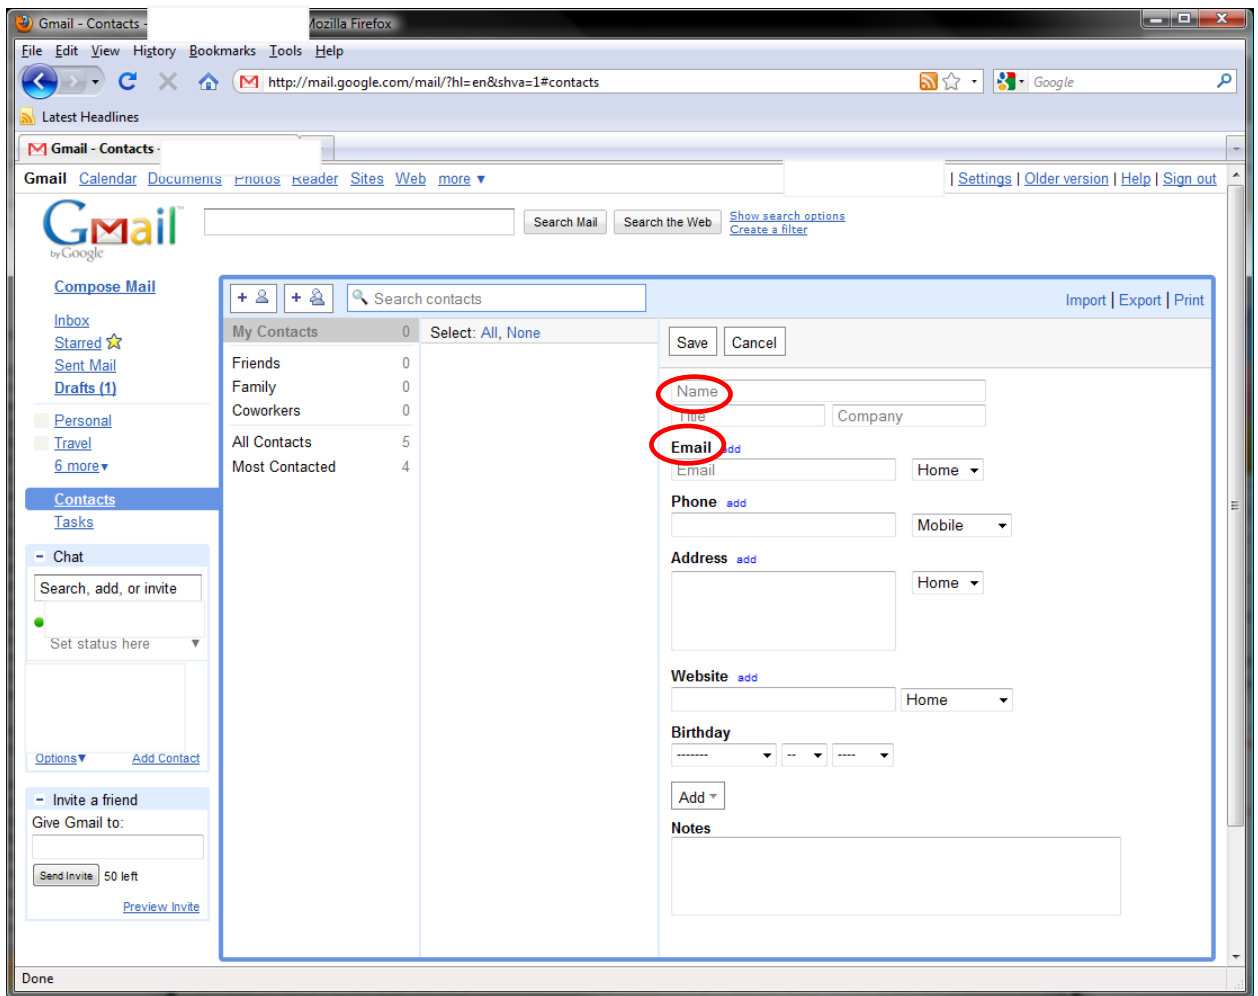 Gmail - Contacts - Mozilla Firefox
File Edit View History Bookmarks Tools Help
http://mail.google.com/mail/?hl=en&shva=1#contacts Google
Latest Headlines
Gmail - Contacts -
Gmail Calendar Documents Photos Reader Sites Web more ▼ | Settings | Older version | Help | Sign out
Gmail™
by Google
Search Mail Search the Web Show search options
Create a filter
Compose Mail
Inbox
Starred
Sent Mail
Drafts (1)
Personal
Travel
6 more▼
Contacts
Tasks
− Chat
Search, add, or invite
Set status here ▼
Options▼ Add Contact
− Invite a friend
Give Gmail to:
Send Invite 50 left
Preview Invite
+ + Search contacts Import | Export | Print
My Contacts 0
Friends 0
Family 0
Coworkers 0
All Contacts 5
Most Contacted 4
Select: All, None
Save Cancel
Name
Title Company
Email add
Email Home
Phone add
Mobile
Address add
Home
Website add
Home
Birthday
------- -- ----
Add
Notes
Done